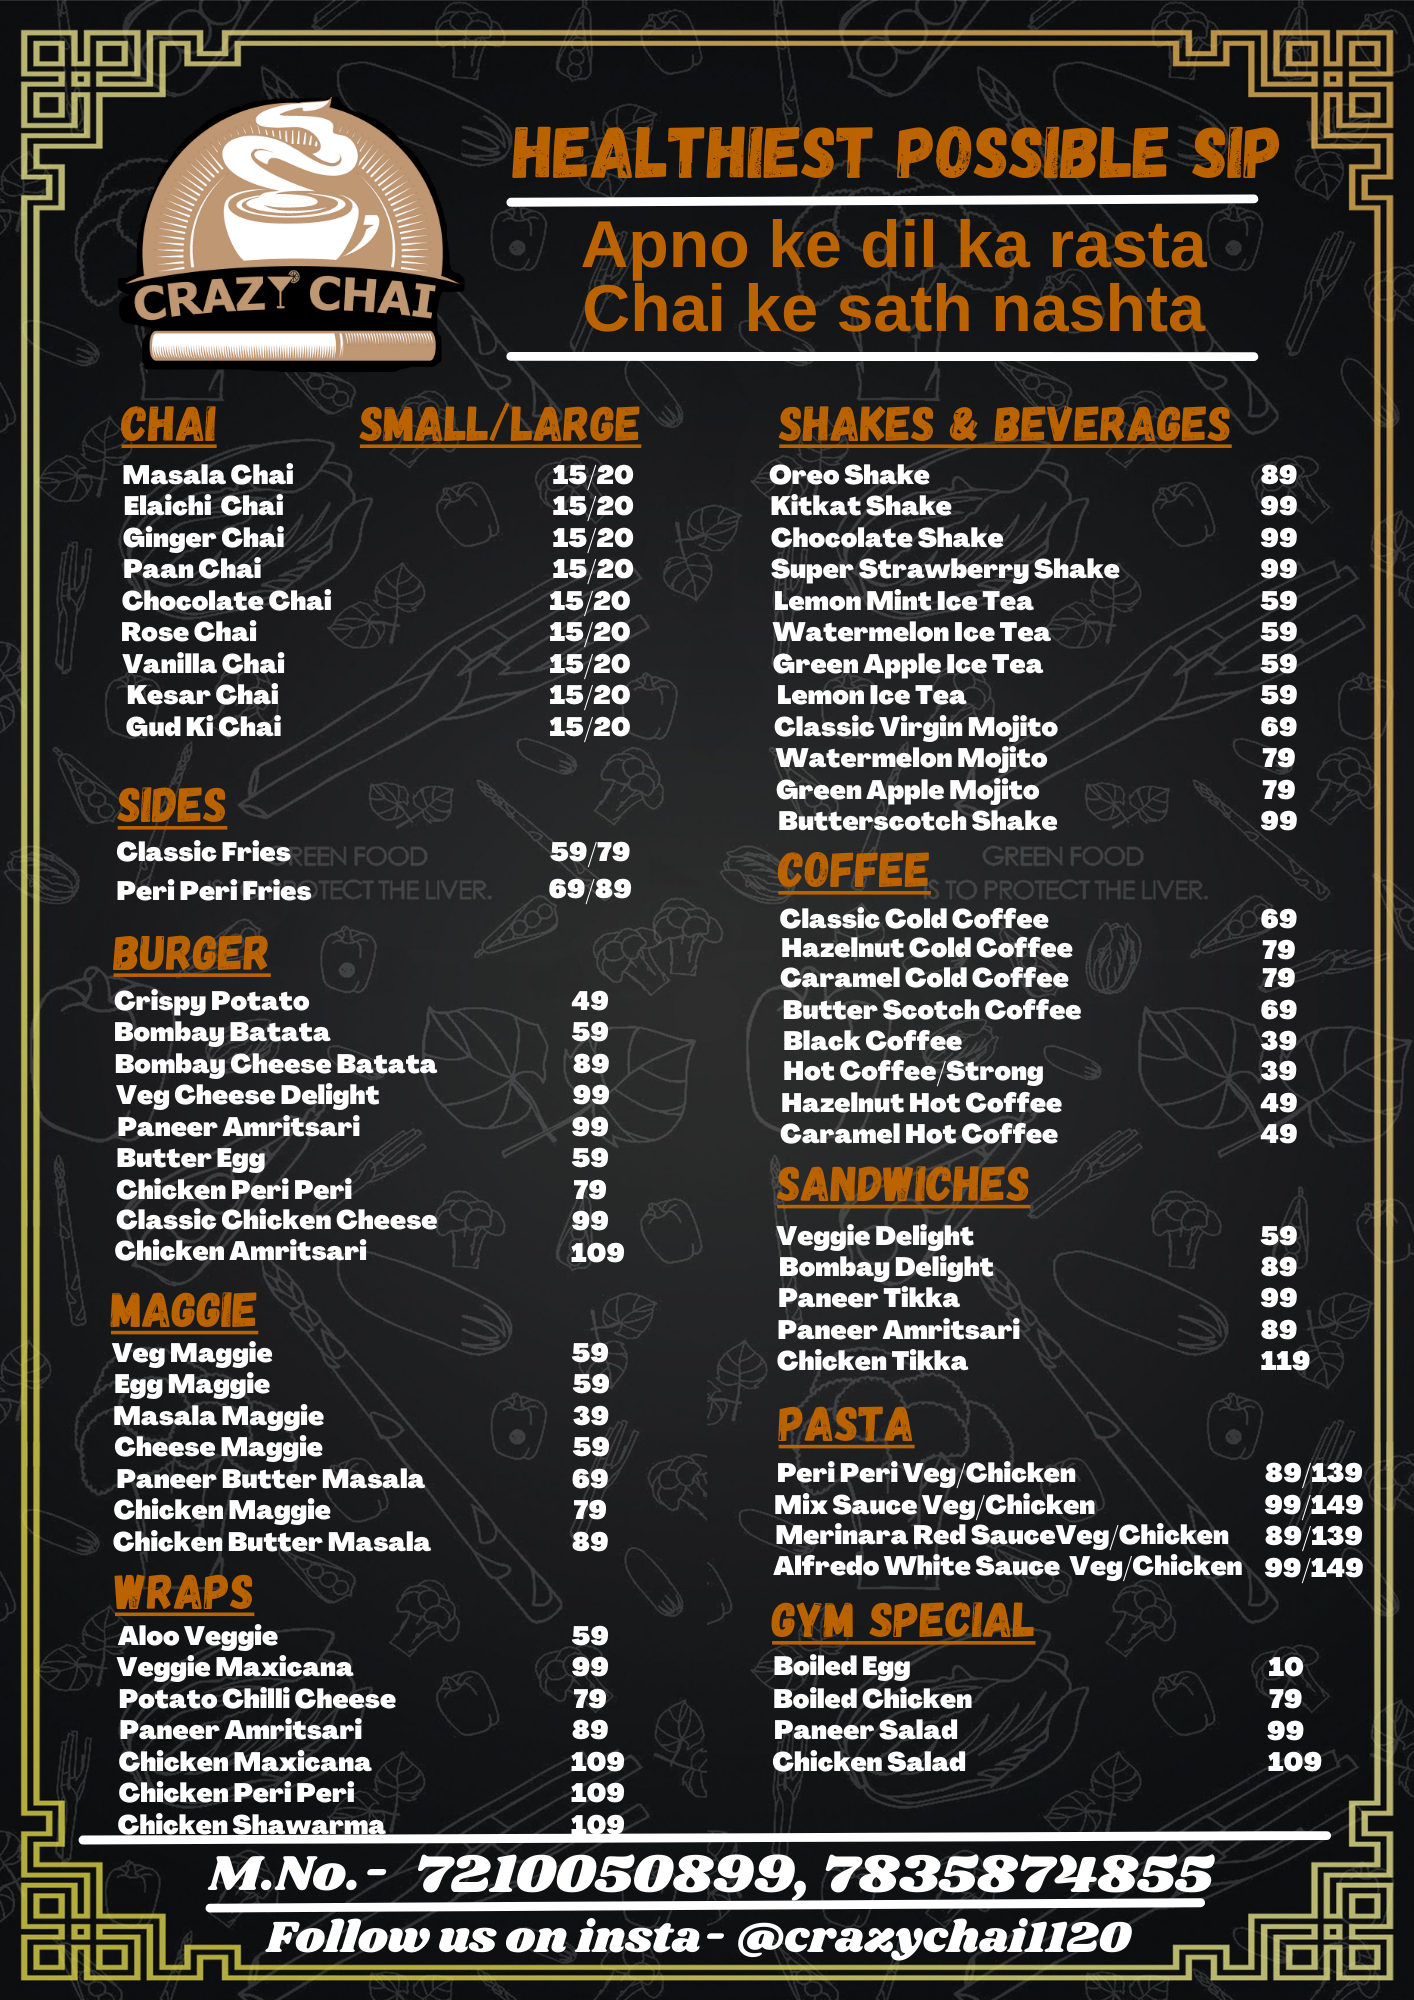 CRAZY CHAI
HEALTHIEST POSSIBLE SIP
Apno ke dil ka rasta
Chai ke sath nashta
CHAI SMALL/LARGE
Masala Chai 15/20
Elaichi Chai 15/20
Ginger Chai 15/20
Paan Chai 15/20
Chocolate Chai 15/20
Rose Chai 15/20
Vanilla Chai 15/20
Kesar Chai 15/20
Gud Ki Chai 15/20
SIDES
Classic Fries 59/79
Peri Peri Fries 69/89
GREEN FOOD
PROTECT THE LIVER.
BURGER
Crispy Potato 49
Bombay Batata 59
Bombay Cheese Batata 89
Veg Cheese Delight 99
Paneer Amritsari 99
Butter Egg 59
Chicken Peri Peri 79
Classic Chicken Cheese 99
Chicken Amritsari 109
MAGGIE
Veg Maggie 59
Egg Maggie 59
Masala Maggie 39
Cheese Maggie 59
Paneer Butter Masala 69
Chicken Maggie 79
Chicken Butter Masala 89
WRAPS
Aloo Veggie 59
Veggie Maxicana 99
Potato Chilli Cheese 79
Paneer Amritsari 89
Chicken Maxicana 109
Chicken Peri Peri 109
Chicken Shawarma 109
SHAKES & BEVERAGES
Oreo Shake 89
Kitkat Shake 99
Chocolate Shake 99
Super Strawberry Shake 99
Lemon Mint Ice Tea 59
Watermelon Ice Tea 59
Green Apple Ice Tea 59
Lemon Ice Tea 59
Classic Virgin Mojito 69
Watermelon Mojito 79
Green Apple Mojito 79
Butterscotch Shake 99
GREEN FOOD
IS TO PROTECT THE LIVER.
COFFEE
Classic Cold Coffee 69
Hazelnut Cold Coffee 79
Caramel Cold Coffee 79
Butter Scotch Coffee 69
Black Coffee 39
Hot Coffee/Strong 39
Hazelnut Hot Coffee 49
Caramel Hot Coffee 49
SANDWICHES
Veggie Delight 59
Bombay Delight 89
Paneer Tikka 99
Paneer Amritsari 89
Chicken Tikka 119
PASTA
Peri Peri Veg/Chicken 89/139
Mix Sauce Veg/Chicken 99/149
Merinara Red SauceVeg/Chicken 89/139
Alfredo White Sauce Veg/Chicken 99/149
GYM SPECIAL
Boiled Egg 10
Boiled Chicken 79
Paneer Salad 99
Chicken Salad 109
M.No.- 7210050899, 7835874855
Follow us on insta- @crazychai1120